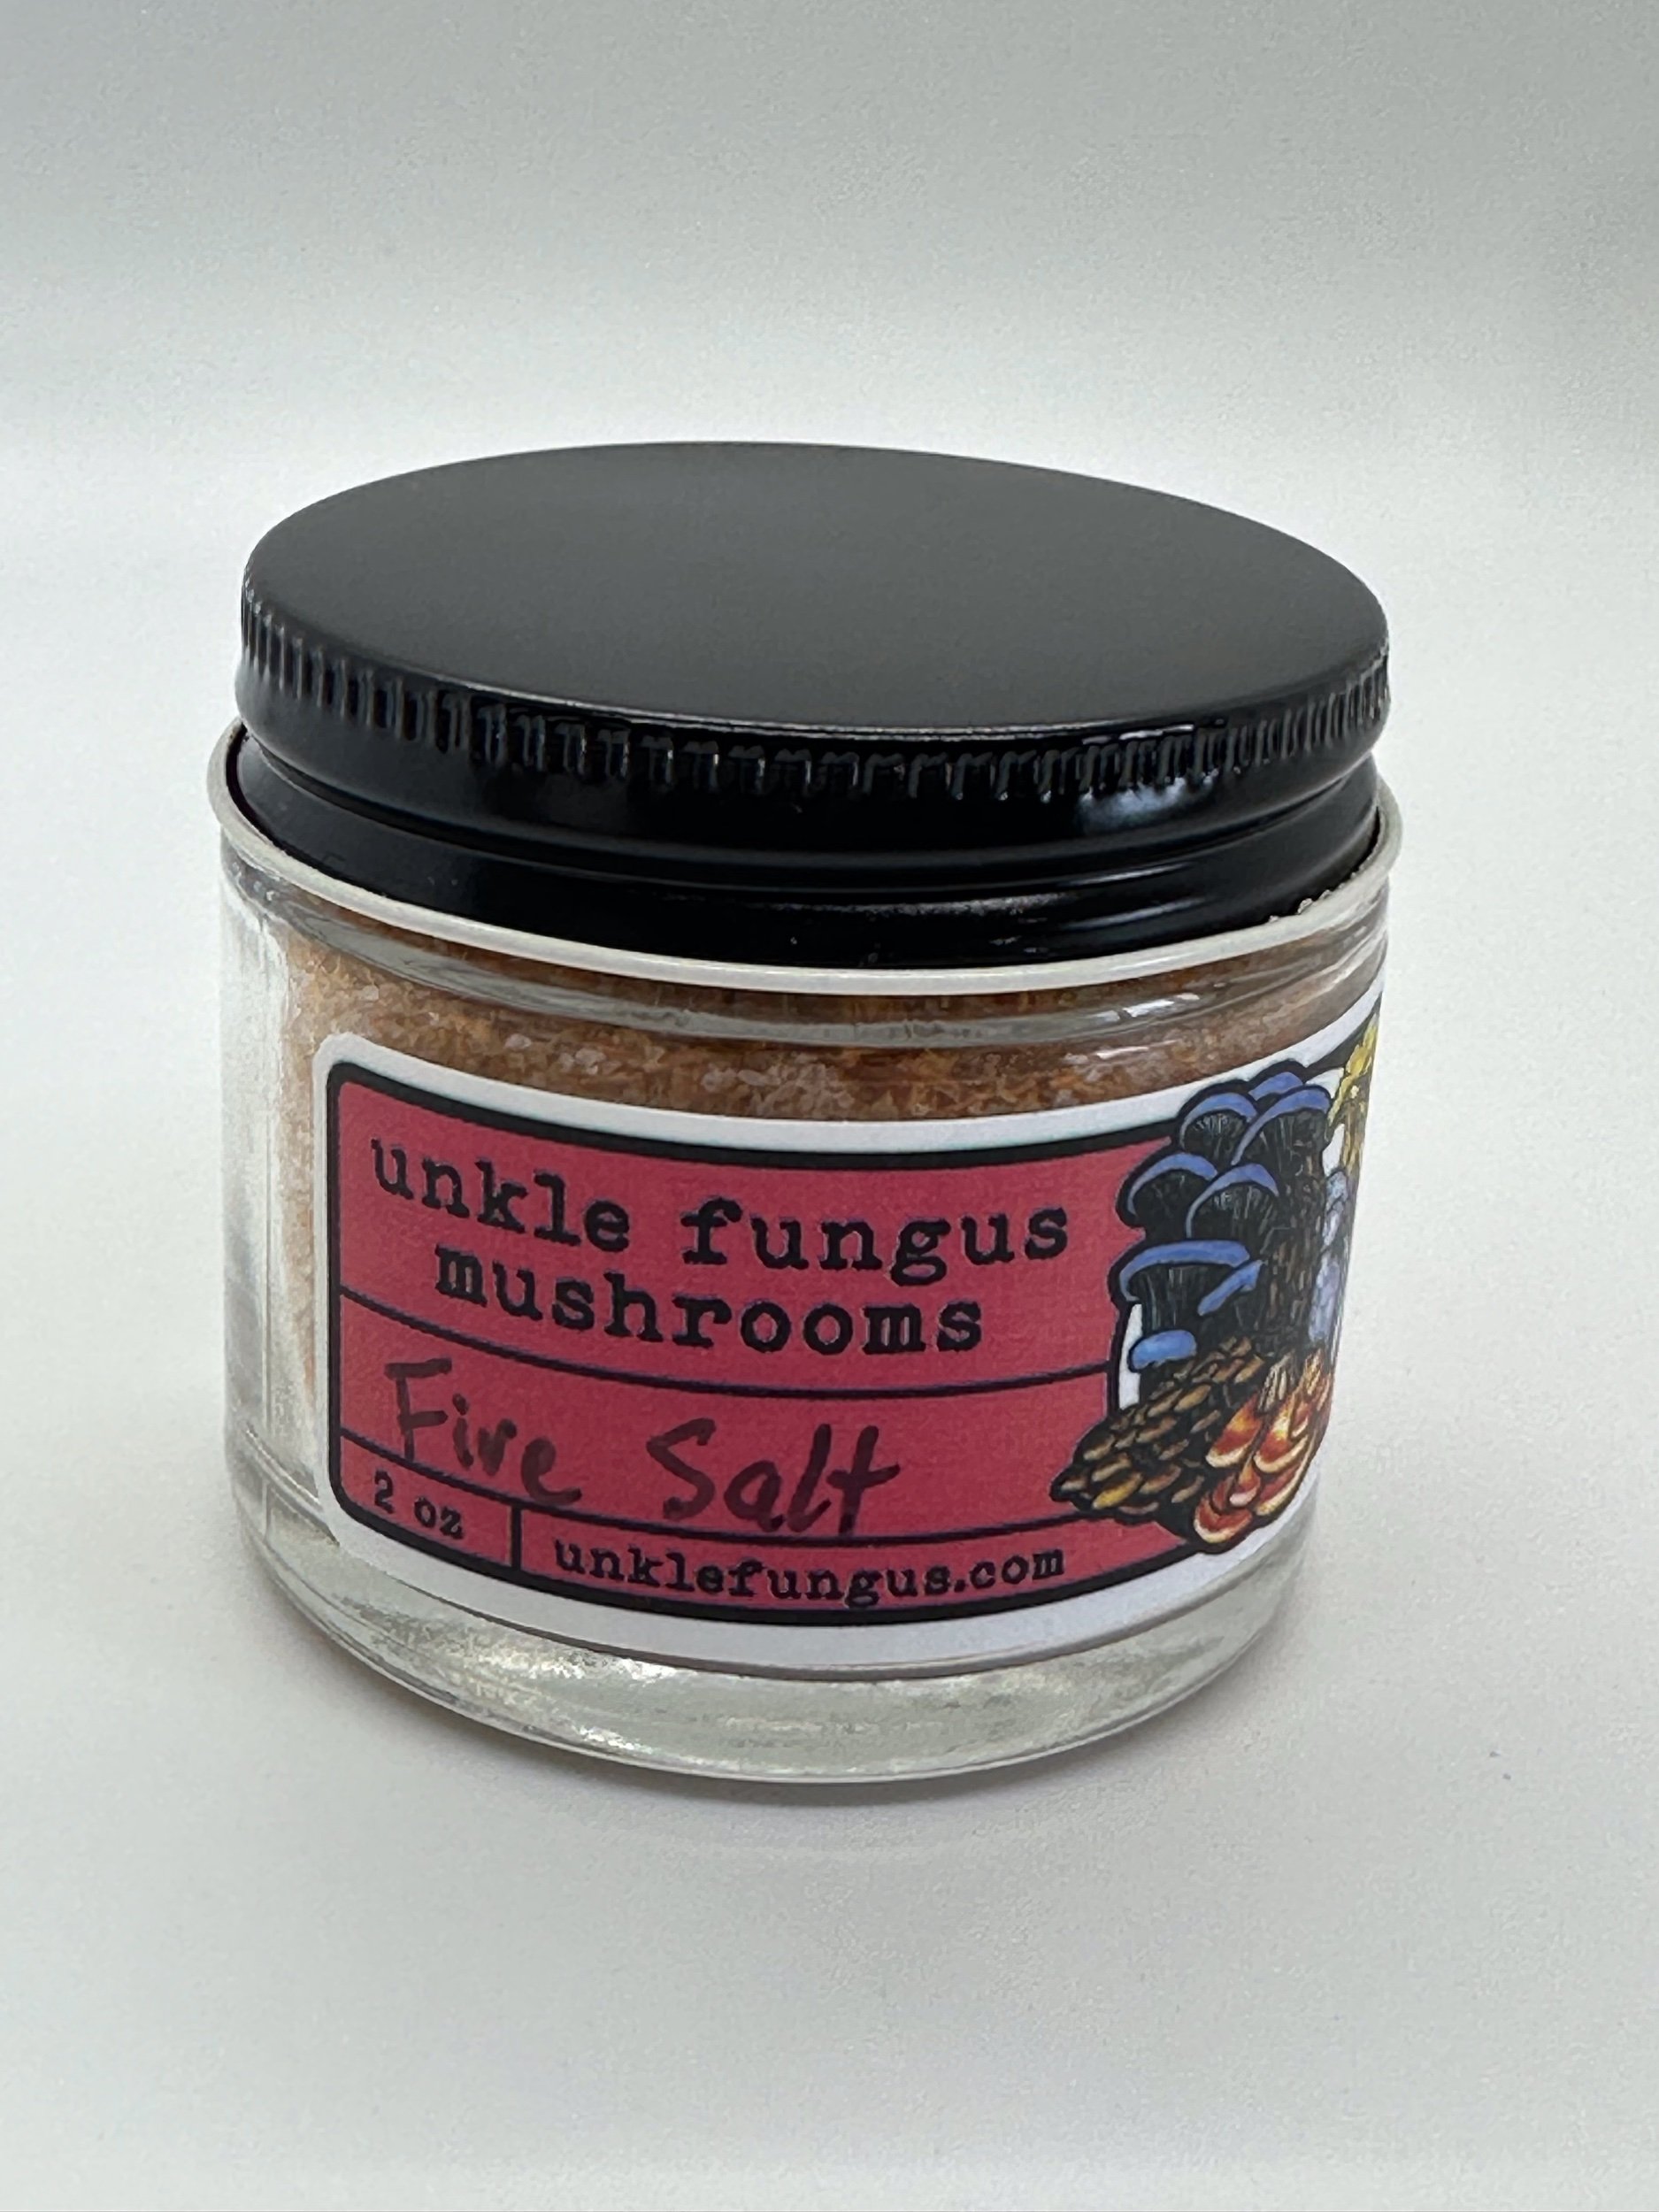 unkle fungus
mushrooms
Fire Salt
2 oz
unklefungus.com